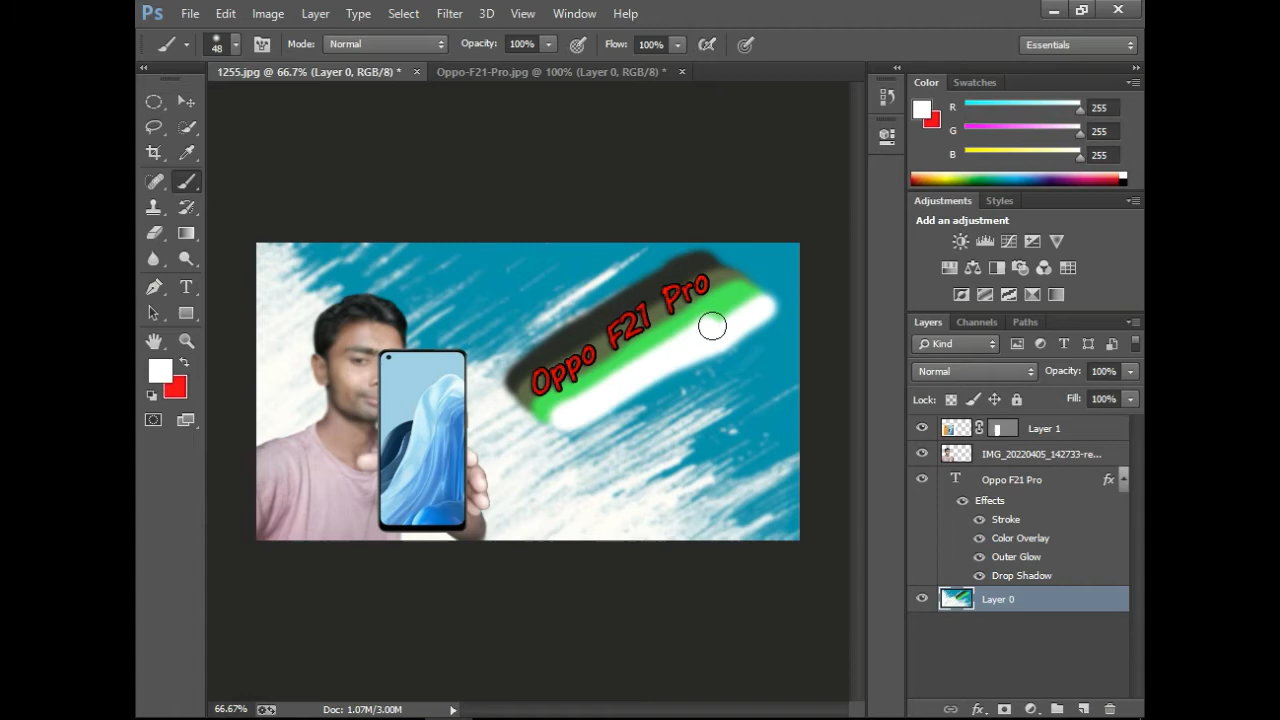 Ps File Edit Image Layer Type Select Filter 3D View Window Help
48 Mode: Normal Opacity: 100% Flow: 100% Essentials
1255.jpg @ 66.7% (Layer 0, RGB/8) * × Oppo-F21-Pro.jpg @ 100% (Layer 0, RGB/8) * ×
Color Swatches
R 255
G 255
B 255
Adjustments Styles
Add an adjustment
Oppo F21 Pro
Layers Channels Paths
Kind
Normal Opacity: 100%
Lock: Fill: 100%
Layer 1
IMG_20220405_142733-re...
T Oppo F21 Pro fx
Effects
Stroke
Color Overlay
Outer Glow
Drop Shadow
Layer 0
66.67% Doc: 1.07M/3.00M
fx